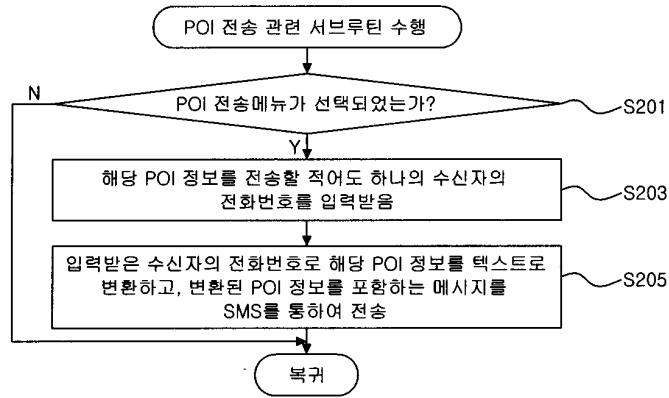 POI 전송 관련 서브루틴 수행
N
POI 전송메뉴가 선택되었는가?
S201
Y
해당 POI 정보를 전송할 적어도 하나의 수신자의
전화번호를 입력받음
S203
입력받은 수신자의 전화번호로 해당 POI 정보를 텍스트로
변환하고, 변환된 POI 정보를 포함하는 메시지를
SMS를 통하여 전송
S205
복귀